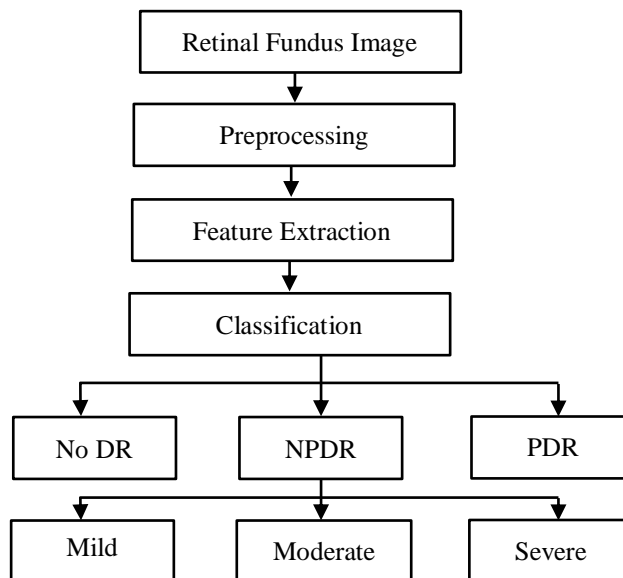 Retinal Fundus Image
Preprocessing
Feature Extraction
Classification
No DR
NPDR
PDR
Mild
Moderate
Severe